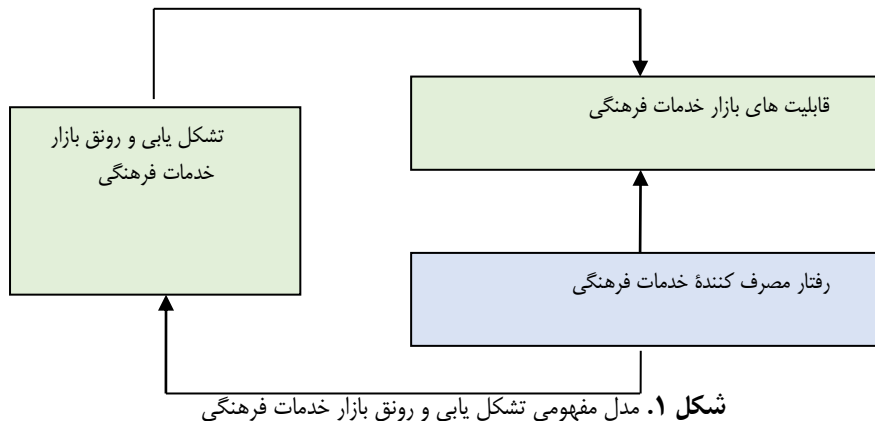 قابلیت های بازار خدمات فرهنگی
تشکل یابی و رونق بازار
خدمات فرهنگی
رفتار مصرف کنندۀ خدمات فرهنگی
شکل ۱. مدل مفهومی تشکل یابی و رونق بازار خدمات فرهنگی